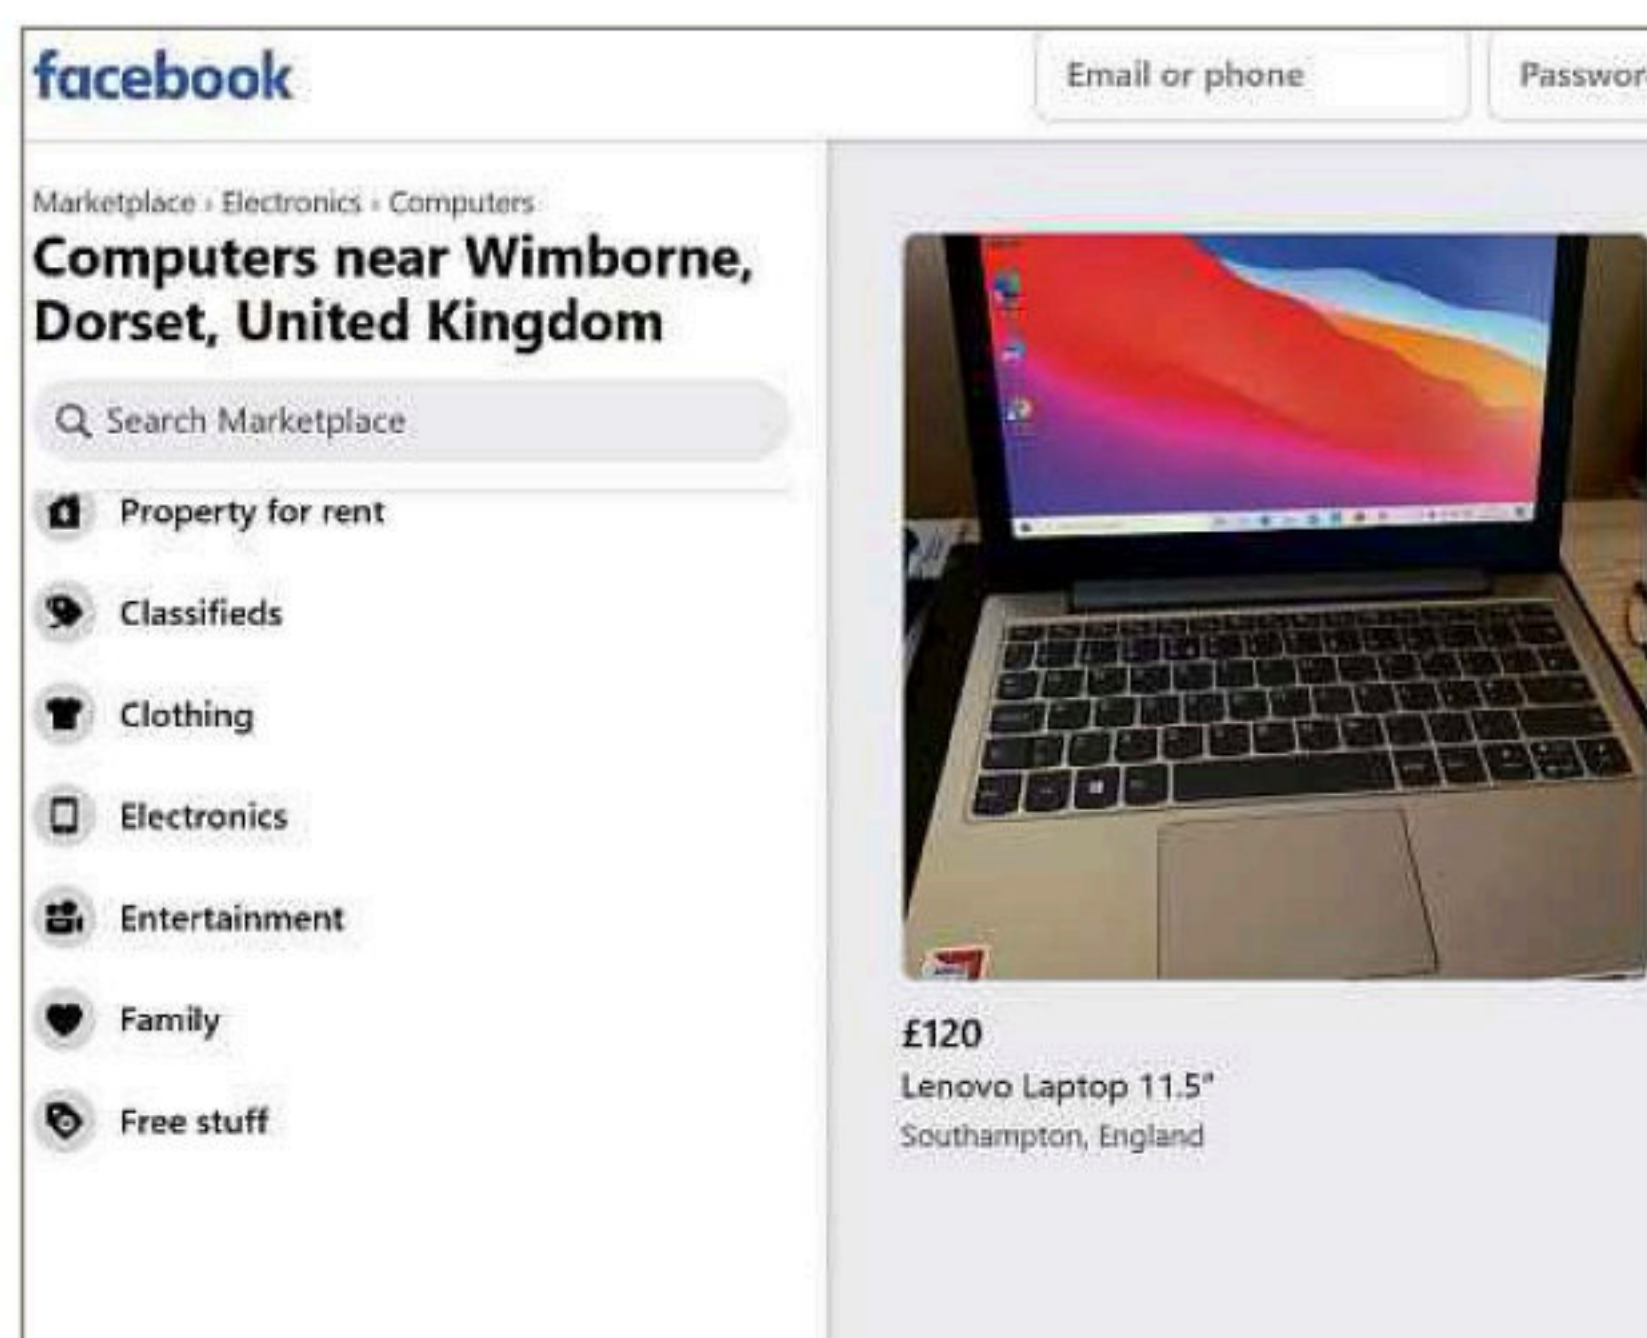 facebook
Email or phone
Marketplace › Electronics › Computers
Computers near Wimborne,
Dorset, United Kingdom
Search Marketplace
Property for rent
Classifieds
Clothing
Electronics
Entertainment
Family
Free stuff
£120
Lenovo Laptop 11.5"
Southampton, England